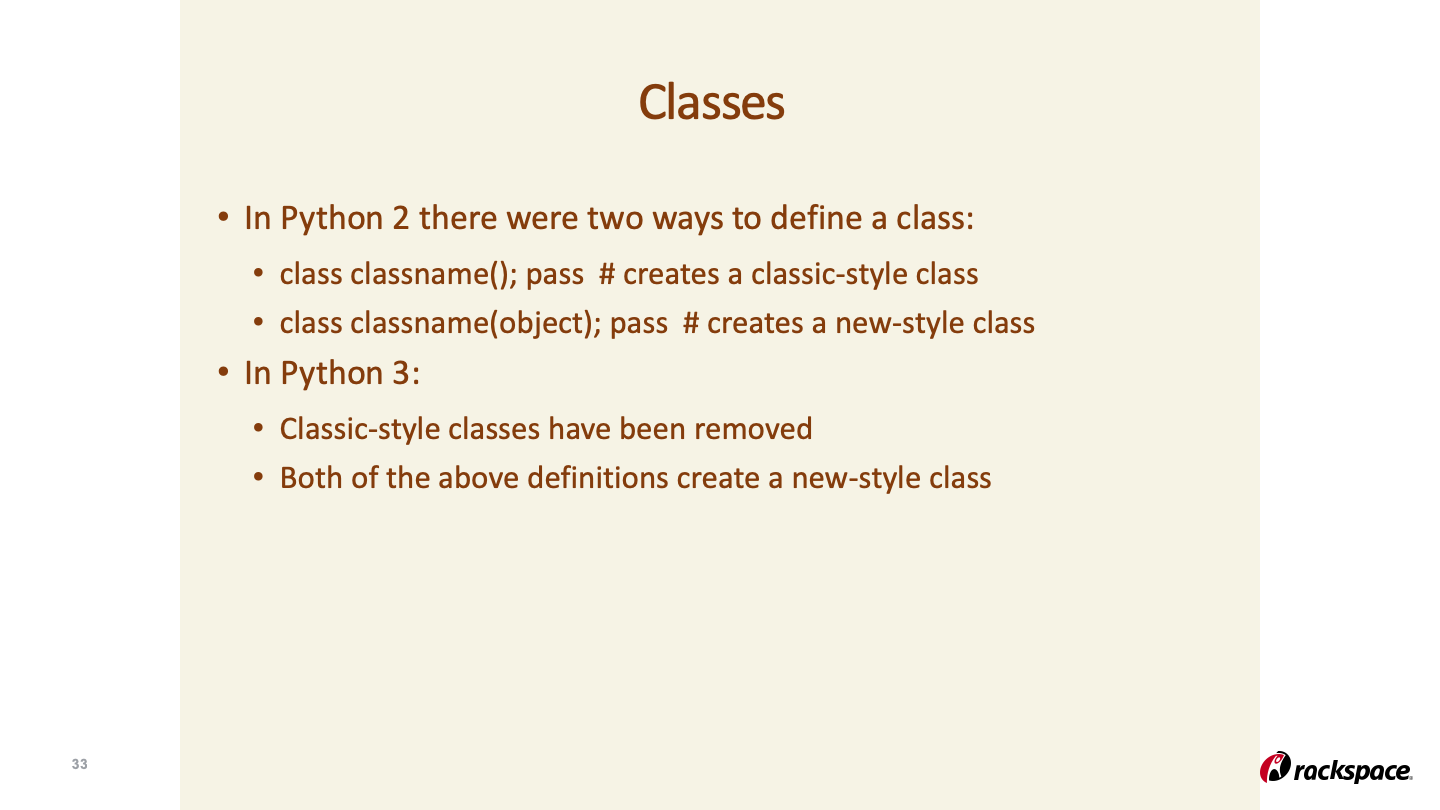 Classes
• In Python 2 there were two ways to define a class:
• class classname(); pass  # creates a classic-style class
• class classname(object); pass  # creates a new-style class
• In Python 3:
• Classic-style classes have been removed
• Both of the above definitions create a new-style class
33
rackspace.